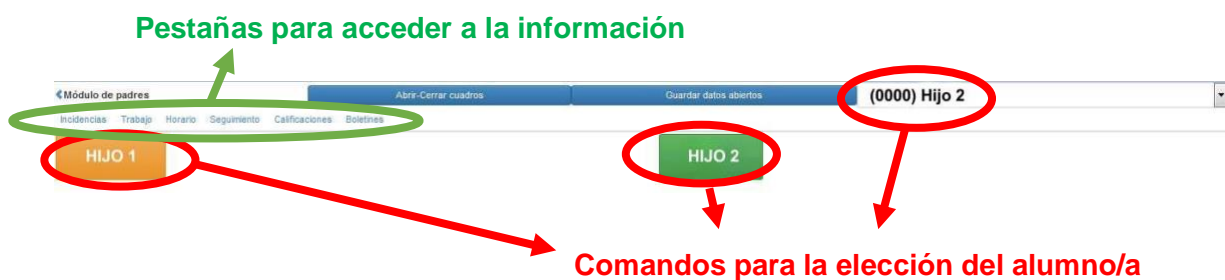 Pestañas para acceder a la información
Módulo de padres Abrir-Cerrar cuadros Guardar datos abiertos (0000) Hijo 2
Incidencias Trabajo Horario Seguimiento Calificaciones Boletines
HIJO 1 HIJO 2
Comandos para la elección del alumno/a